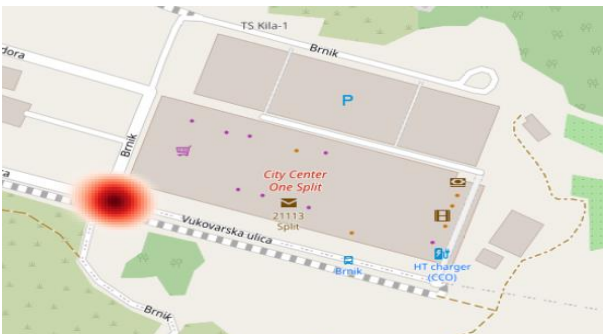 TS Kila-1
Brnik
dora
P
Brnik
City Center
One Split
21113
Split
a
Vukovarska ulica
Brnik
HT charger
(CCO)
Brnik